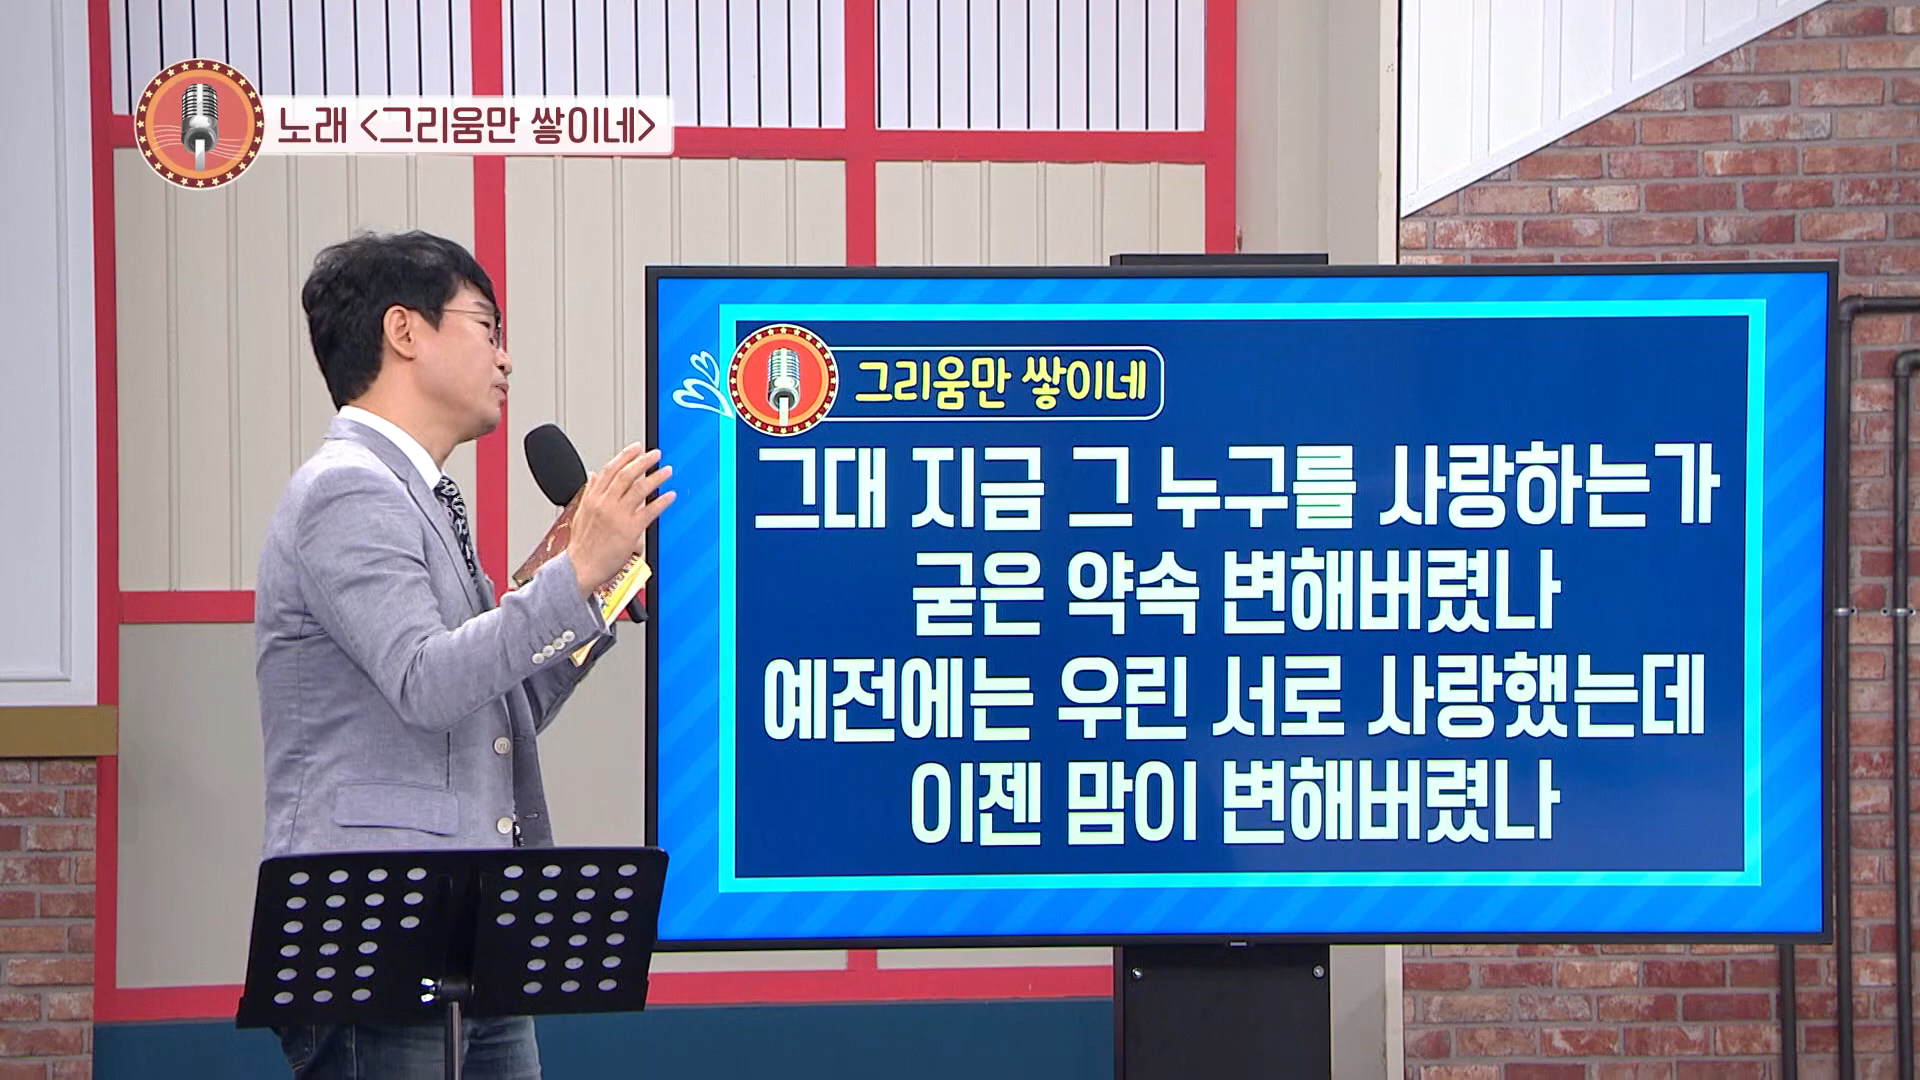 노래 <그리움만 쌓이네>
그리움만 쌓이네
그대 지금 그 누구를 사랑하는가
굳은 약속 변해버렸나
예전에는 우린 서로 사랑했는데
이젠 맘이 변해버렸나